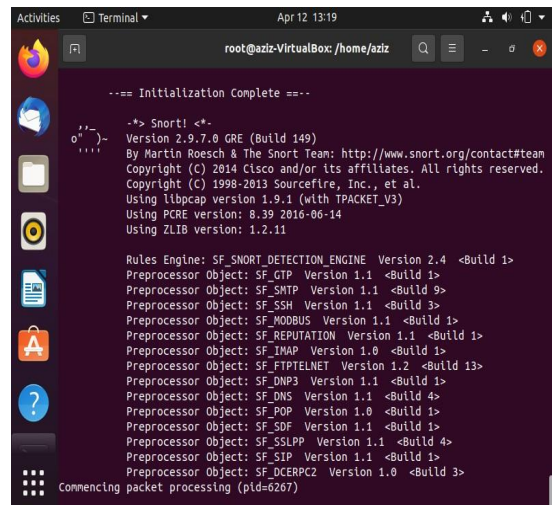 Activities Terminal Apr 12 13:19
root@aziz-VirtualBox: /home/aziz
--== Initialization Complete ==--
,,_ -*> Snort! <*-
o" )~ Version 2.9.7.0 GRE (Build 149)
'''' By Martin Roesch & The Snort Team: http://www.snort.org/contact#team
Copyright (C) 2014 Cisco and/or its affiliates. All rights reserved.
Copyright (C) 1998-2013 Sourcefire, Inc., et al.
Using libpcap version 1.9.1 (with TPACKET_V3)
Using PCRE version: 8.39 2016-06-14
Using ZLIB version: 1.2.11
Rules Engine: SF_SNORT_DETECTION_ENGINE Version 2.4 <Build 1>
Preprocessor Object: SF_GTP Version 1.1 <Build 1>
Preprocessor Object: SF_SMTP Version 1.1 <Build 9>
Preprocessor Object: SF_SSH Version 1.1 <Build 3>
Preprocessor Object: SF_MODBUS Version 1.1 <Build 1>
Preprocessor Object: SF_REPUTATION Version 1.1 <Build 1>
Preprocessor Object: SF_IMAP Version 1.0 <Build 1>
Preprocessor Object: SF_FTPTELNET Version 1.2 <Build 13>
Preprocessor Object: SF_DNP3 Version 1.1 <Build 1>
Preprocessor Object: SF_DNS Version 1.1 <Build 4>
Preprocessor Object: SF_POP Version 1.0 <Build 1>
Preprocessor Object: SF_SDF Version 1.1 <Build 1>
Preprocessor Object: SF_SSLPP Version 1.1 <Build 4>
Preprocessor Object: SF_SIP Version 1.1 <Build 1>
Preprocessor Object: SF_DCERPC2 Version 1.0 <Build 3>
Commencing packet processing (pid=6267)